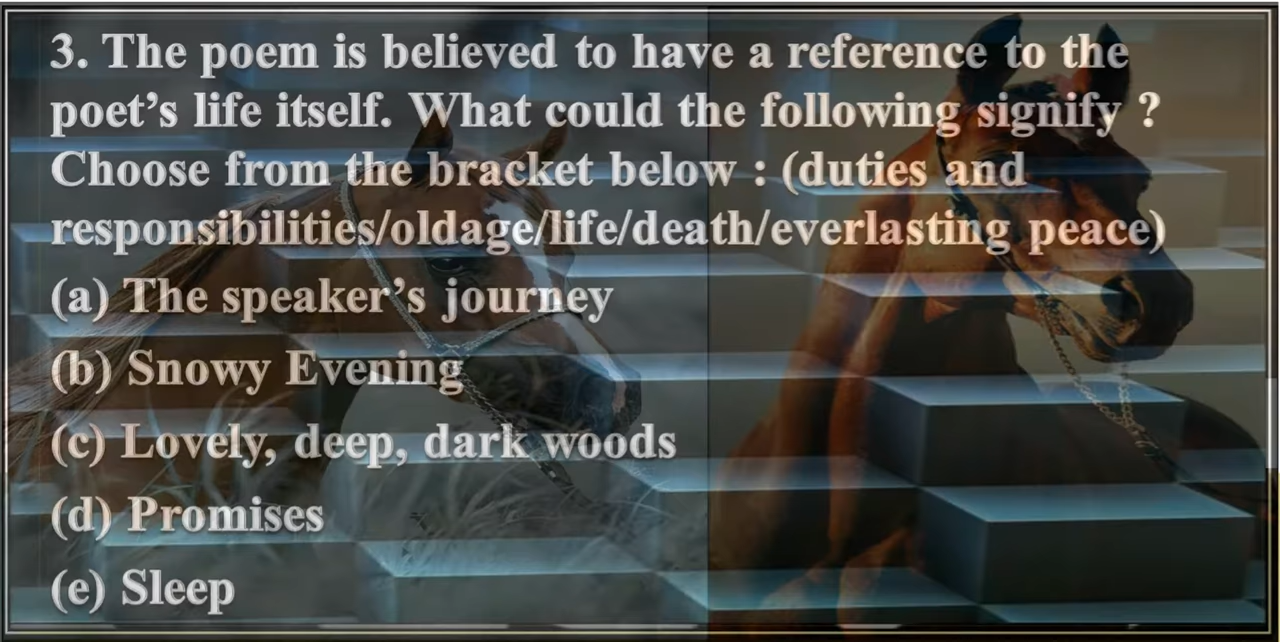 3. The poem is believed to have a reference to the
poet's life itself. What could the following signify ?
Choose from the bracket below : (duties and
responsibilities/oldage/life/death/everlasting peace)
(a) The speaker's journey
(b) Snowy Evening
(c) Lovely, deep, dark woods
(d) Promises
(e) Sleep